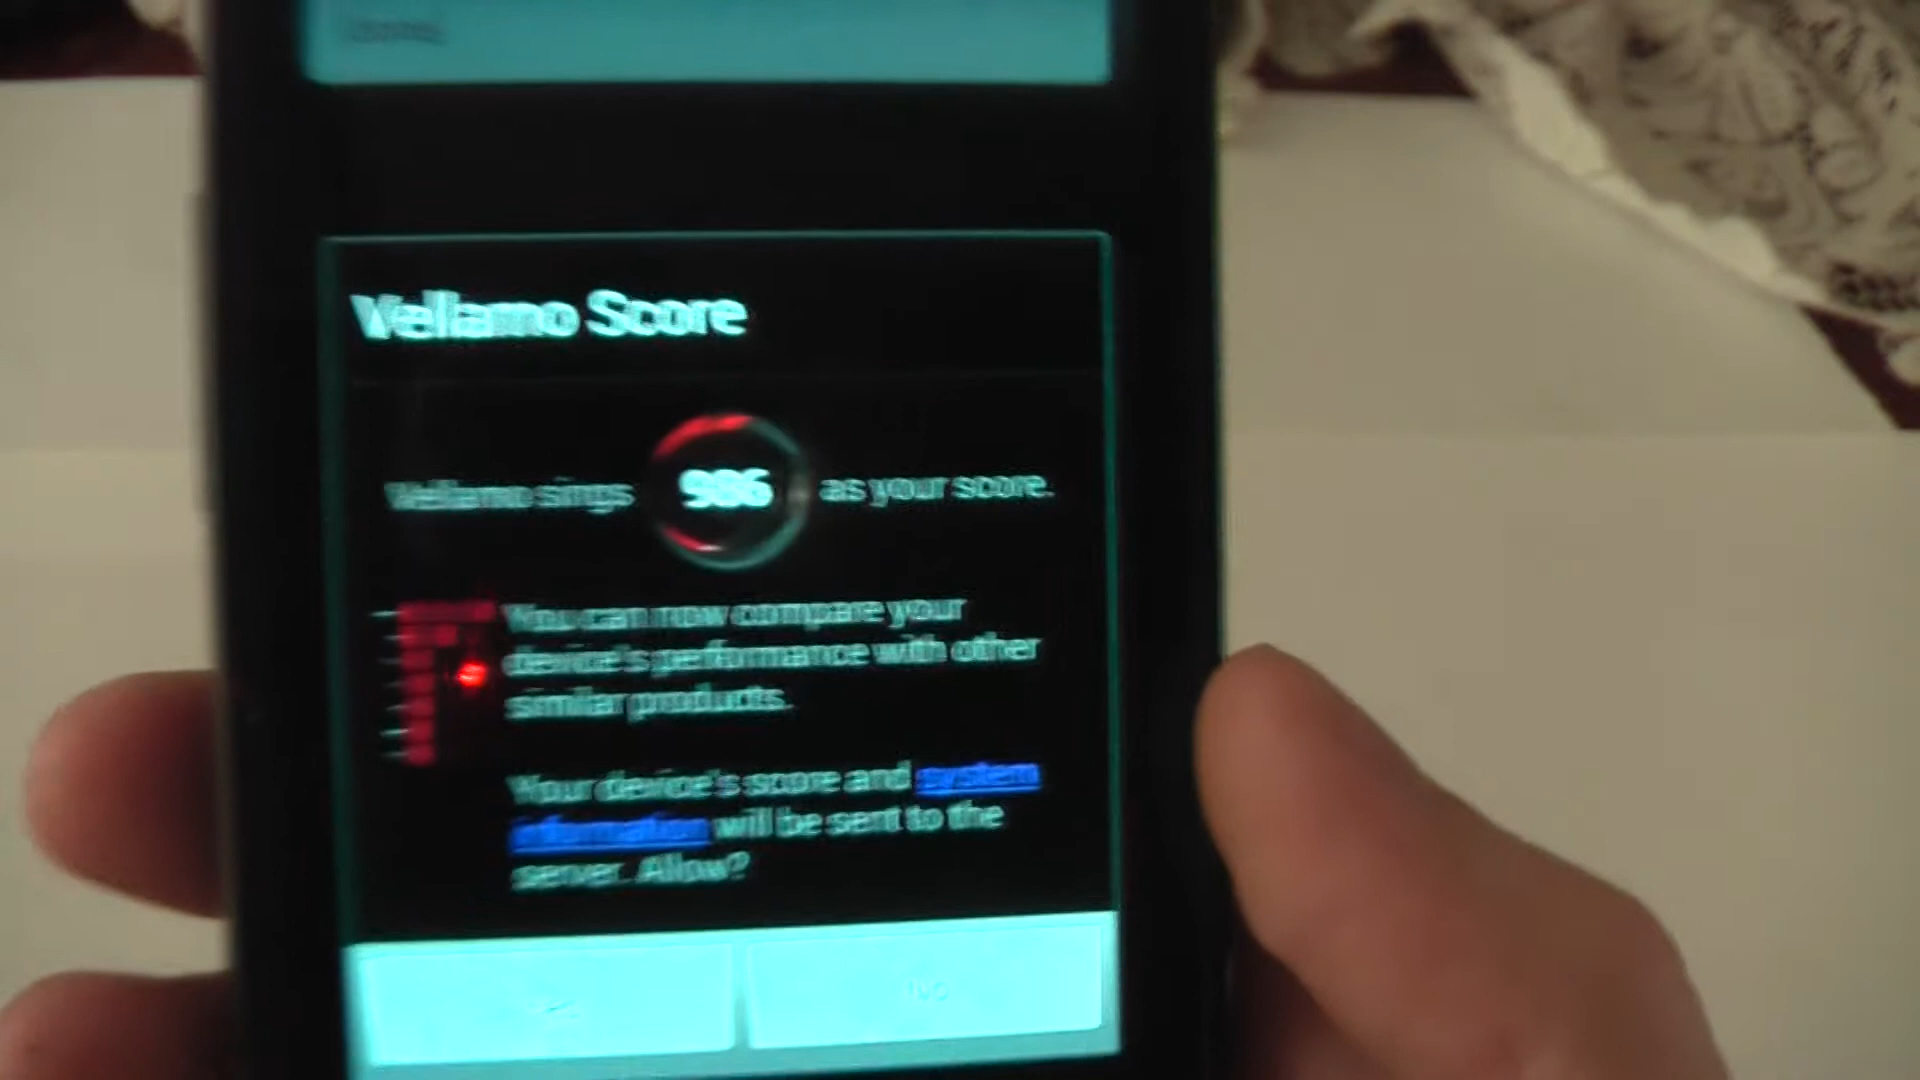 Vellamo Score
Vellamo sings 986 as your score.
You can now compare your
device's performance with other
similar products.
Your device's score and system
information will be sent to the
server. Allow?
No